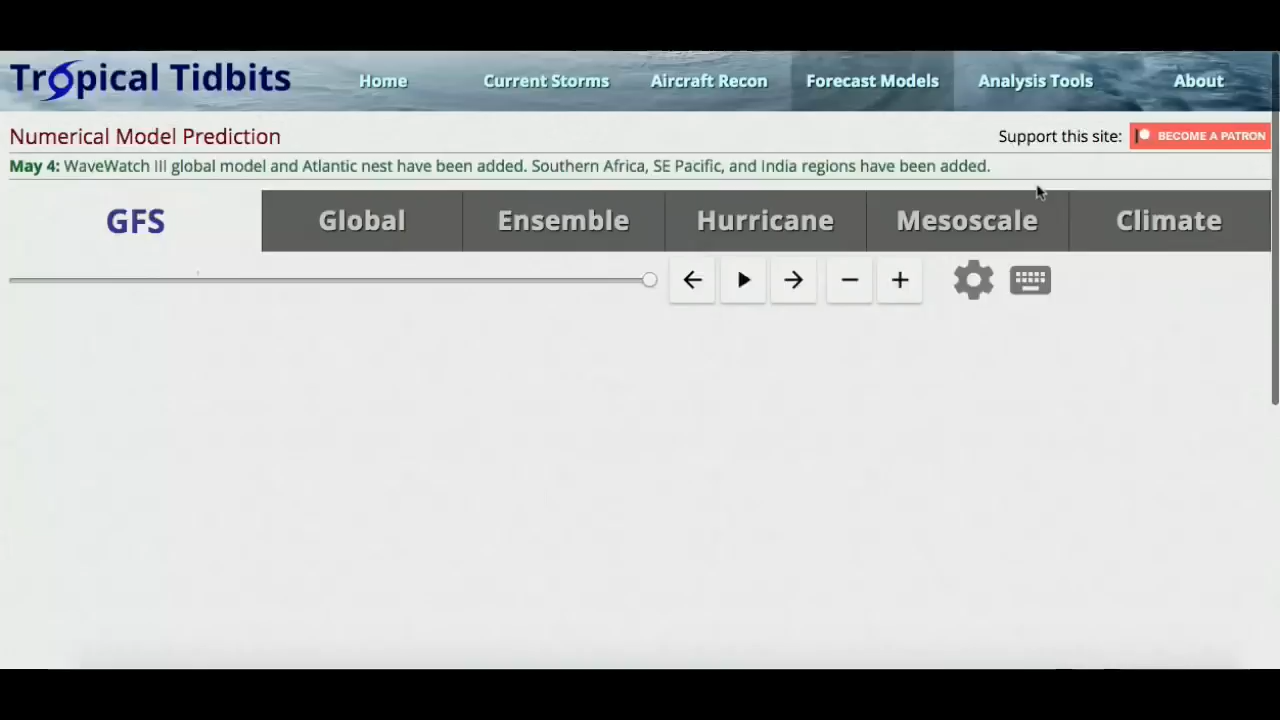 Tropical Tidbits
Home Current Storms Aircraft Recon Forecast Models Analysis Tools About
Numerical Model Prediction
Support this site: BECOME A PATRON
May 4: WaveWatch III global model and Atlantic nest have been added. Southern Africa, SE Pacific, and India regions have been added.
GFS Global Ensemble Hurricane Mesoscale Climate